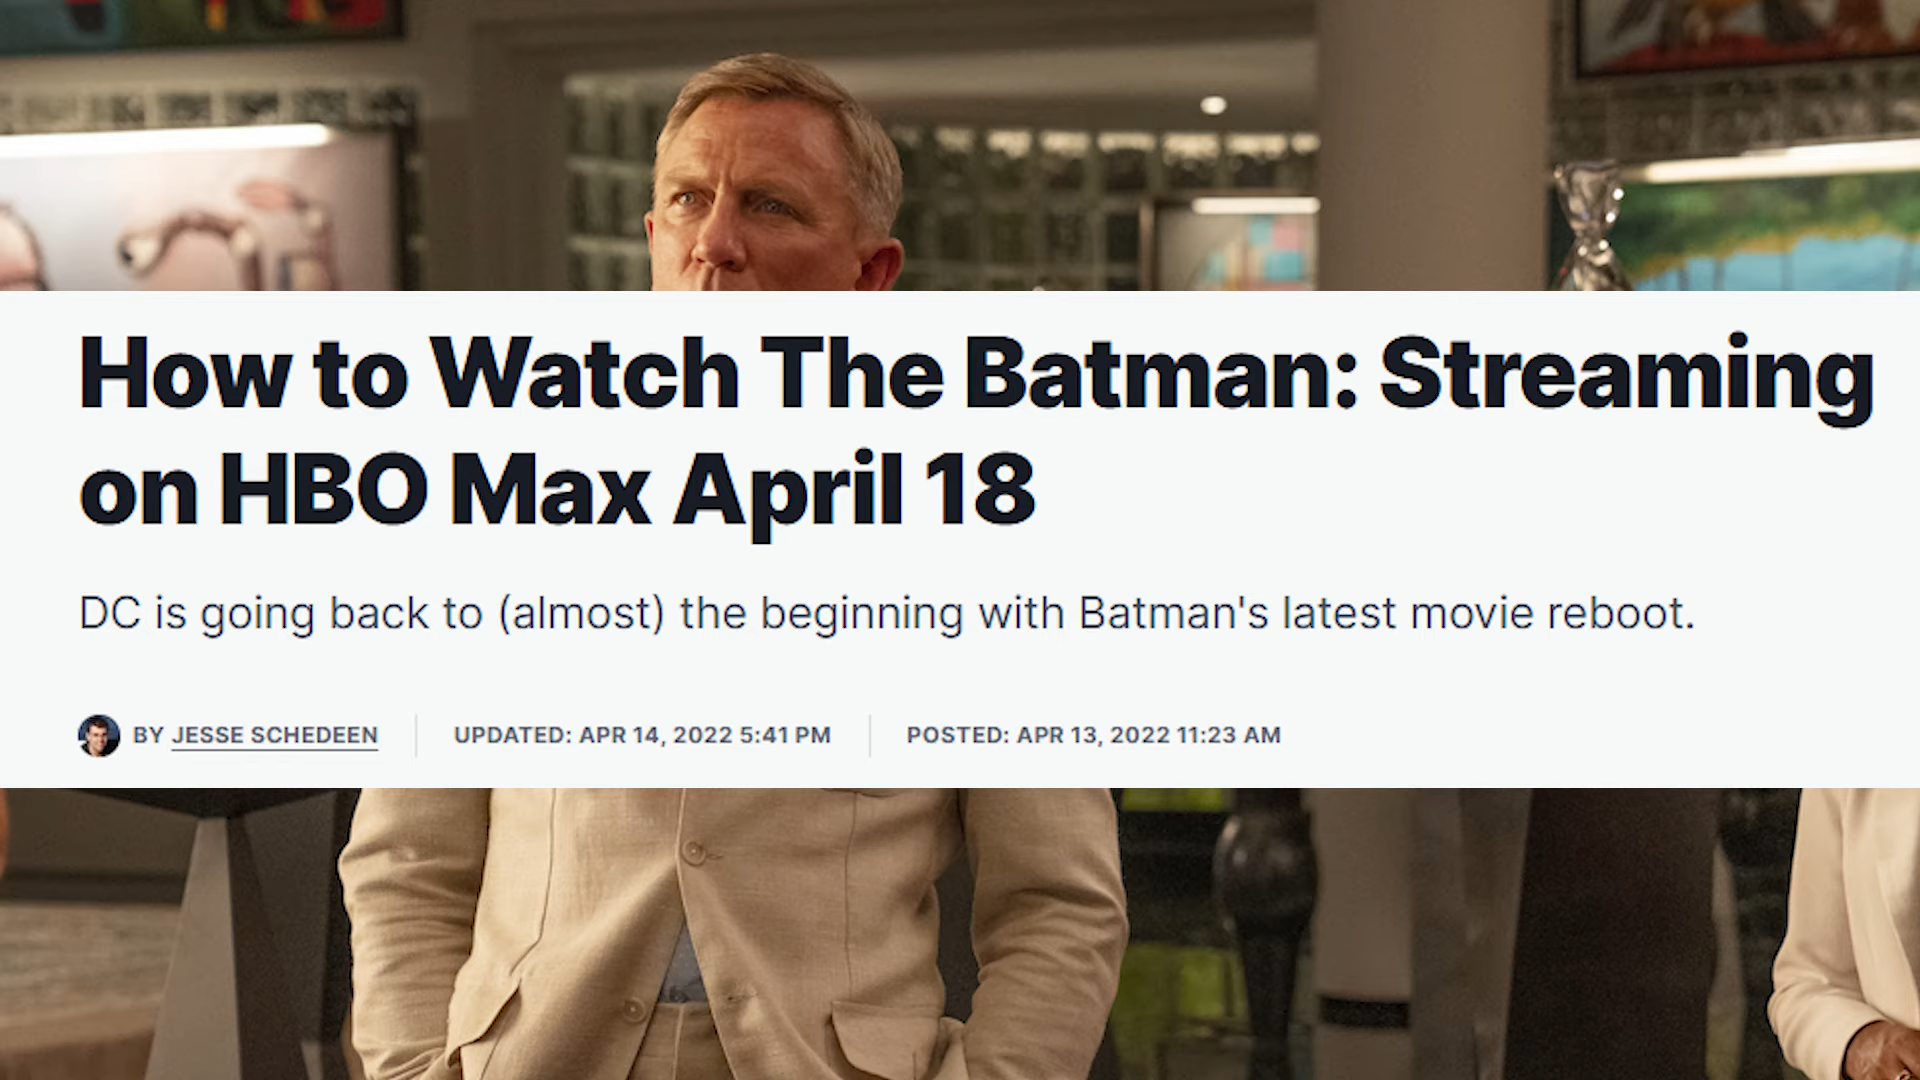 How to Watch The Batman: Streaming
on HBO Max April 18
DC is going back to (almost) the beginning with Batman's latest movie reboot.
BY JESSE SCHEDEEN UPDATED: APR 14, 2022 5:41 PM POSTED: APR 13, 2022 11:23 AM